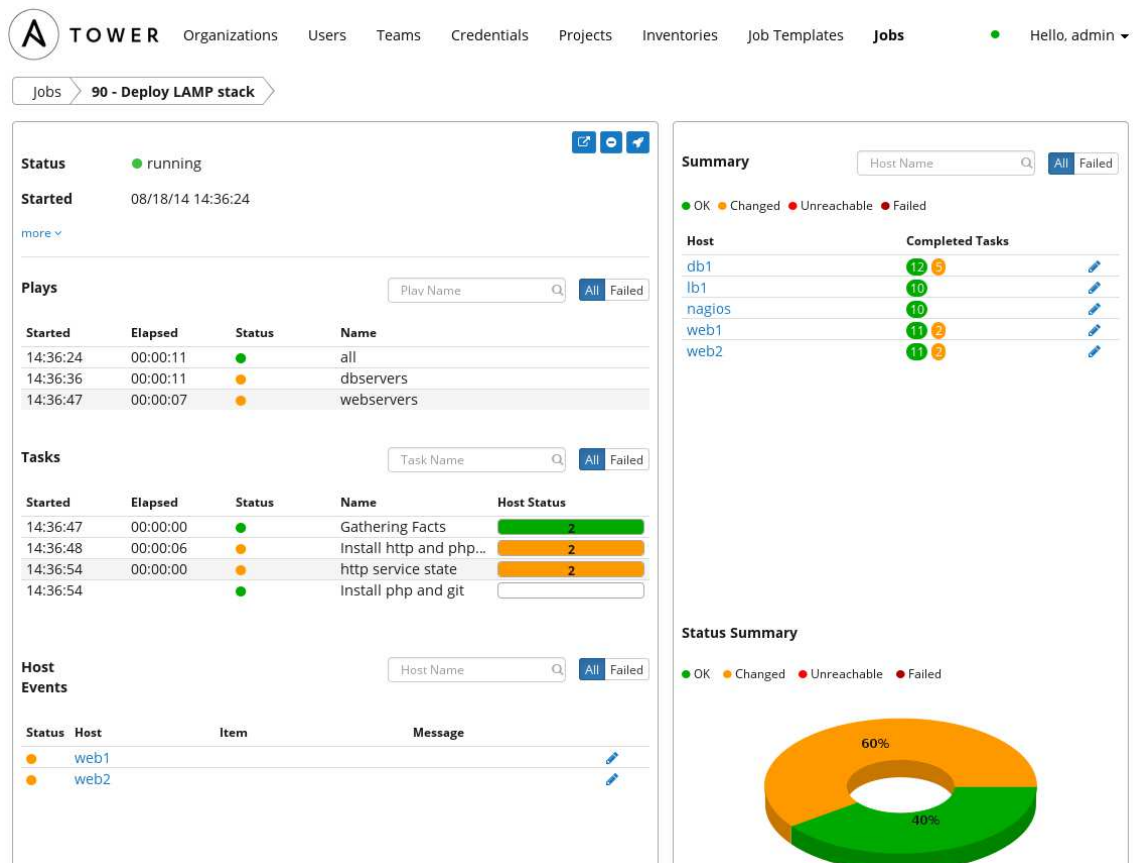 A TOWER Organizations Users Teams Credentials Projects Inventories Job Templates Jobs Hello, admin
Jobs 90 - Deploy LAMP stack
Status running
Started 08/18/14 14:36:24
more
Plays Play Name All Failed
Started Elapsed Status Name
14:36:24 00:00:11 all
14:36:36 00:00:11 dbservers
14:36:47 00:00:07 webservers
Tasks Task Name All Failed
Started Elapsed Status Name Host Status
14:36:47 00:00:00 Gathering Facts 2
14:36:48 00:00:06 Install http and php... 2
14:36:54 00:00:00 http service state 2
14:36:54 Install php and git
Host Events Host Name All Failed
Status Host Item Message
web1
web2
Summary Host Name All Failed
OK Changed Unreachable Failed
Host Completed Tasks
db1 12 5
lb1 10
nagios 10
web1 11 2
web2 11 2
Status Summary
OK Changed Unreachable Failed
60%
40%